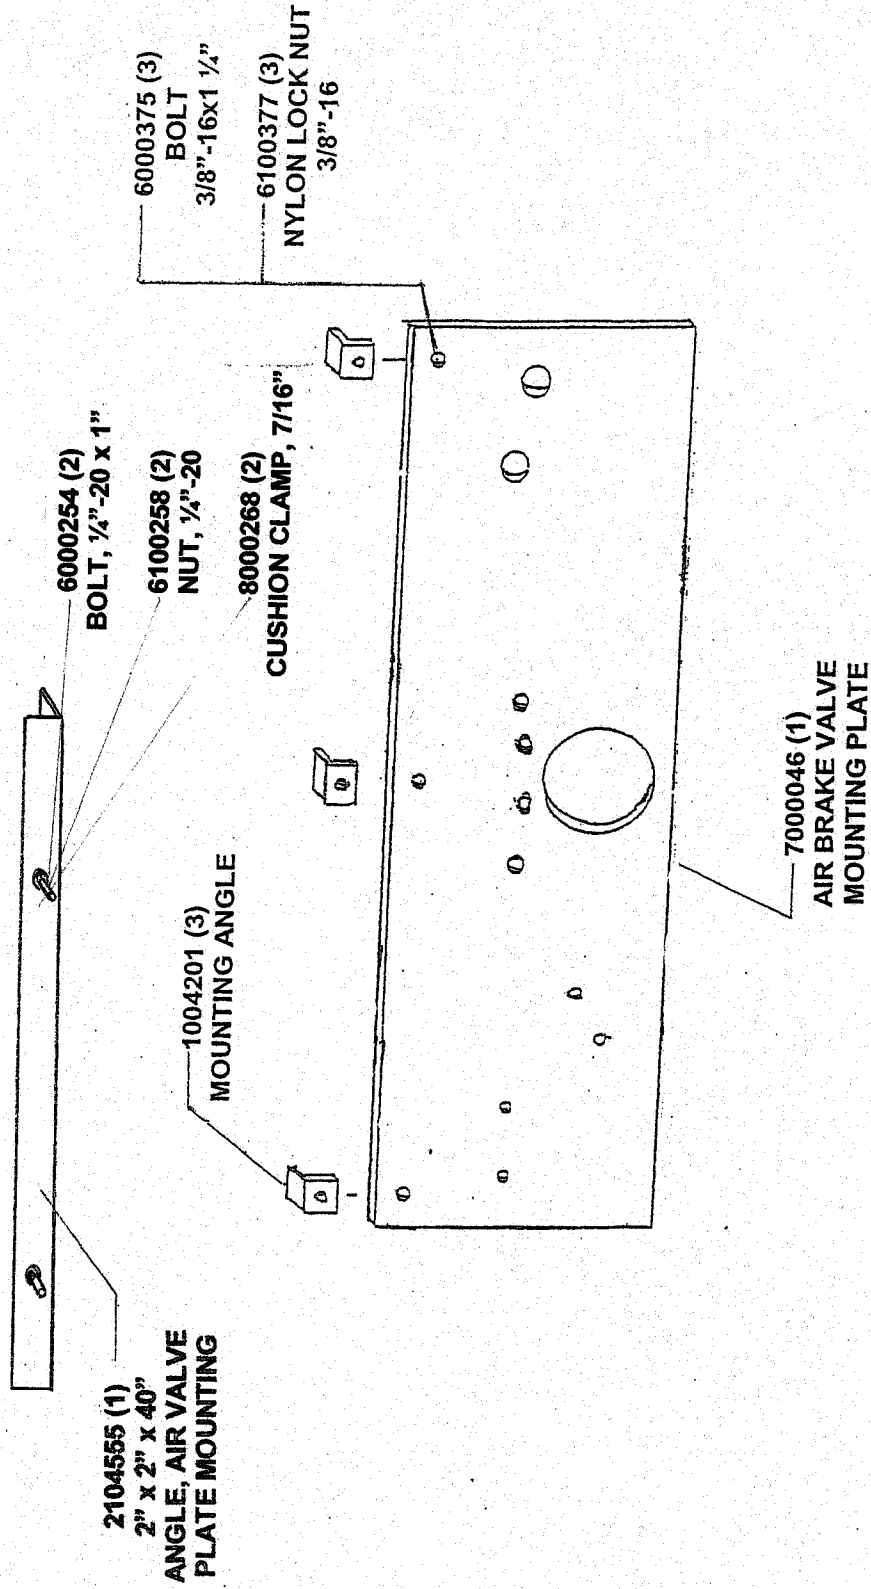 2104555 (1)
2” x 2” x 40”
ANGLE, AIR VALVE
PLATE MOUNTING
1004201 (3)
MOUNTING ANGLE
6000254 (2)
BOLT, ¼”-20 x 1”
6100258 (2)
NUT, ¼”-20
8000268 (2)
CUSHION CLAMP, 7/16”
6000375 (3)
BOLT
3/8”-16x1 ¼”
6100377 (3)
NYLON LOCK NUT
3/8”-16
7000046 (1)
AIR BRAKE VALVE
MOUNTING PLATE